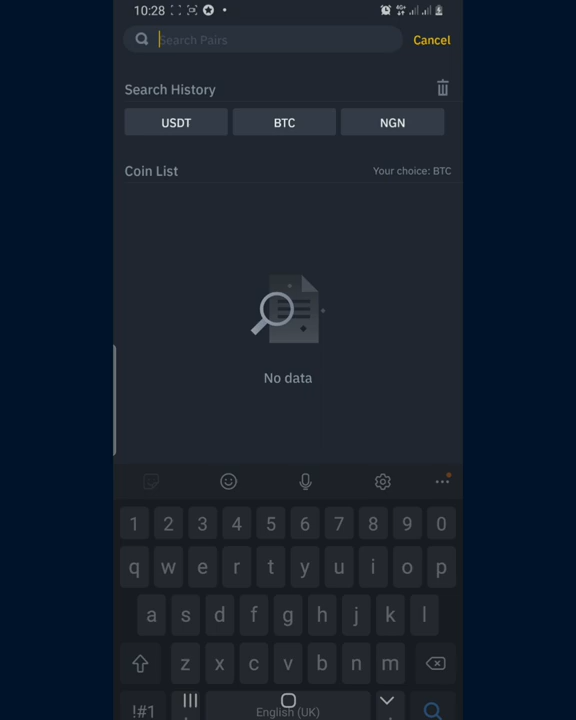 10:28
Search Pairs Cancel
Search History
USDT BTC NGN
Coin List Your choice: BTC
No data
1 2 3 4 5 6 7 8 9 0
q w e r t y u i o p
a s d f g h j k l
z x c v b n m
!#1 English (UK)